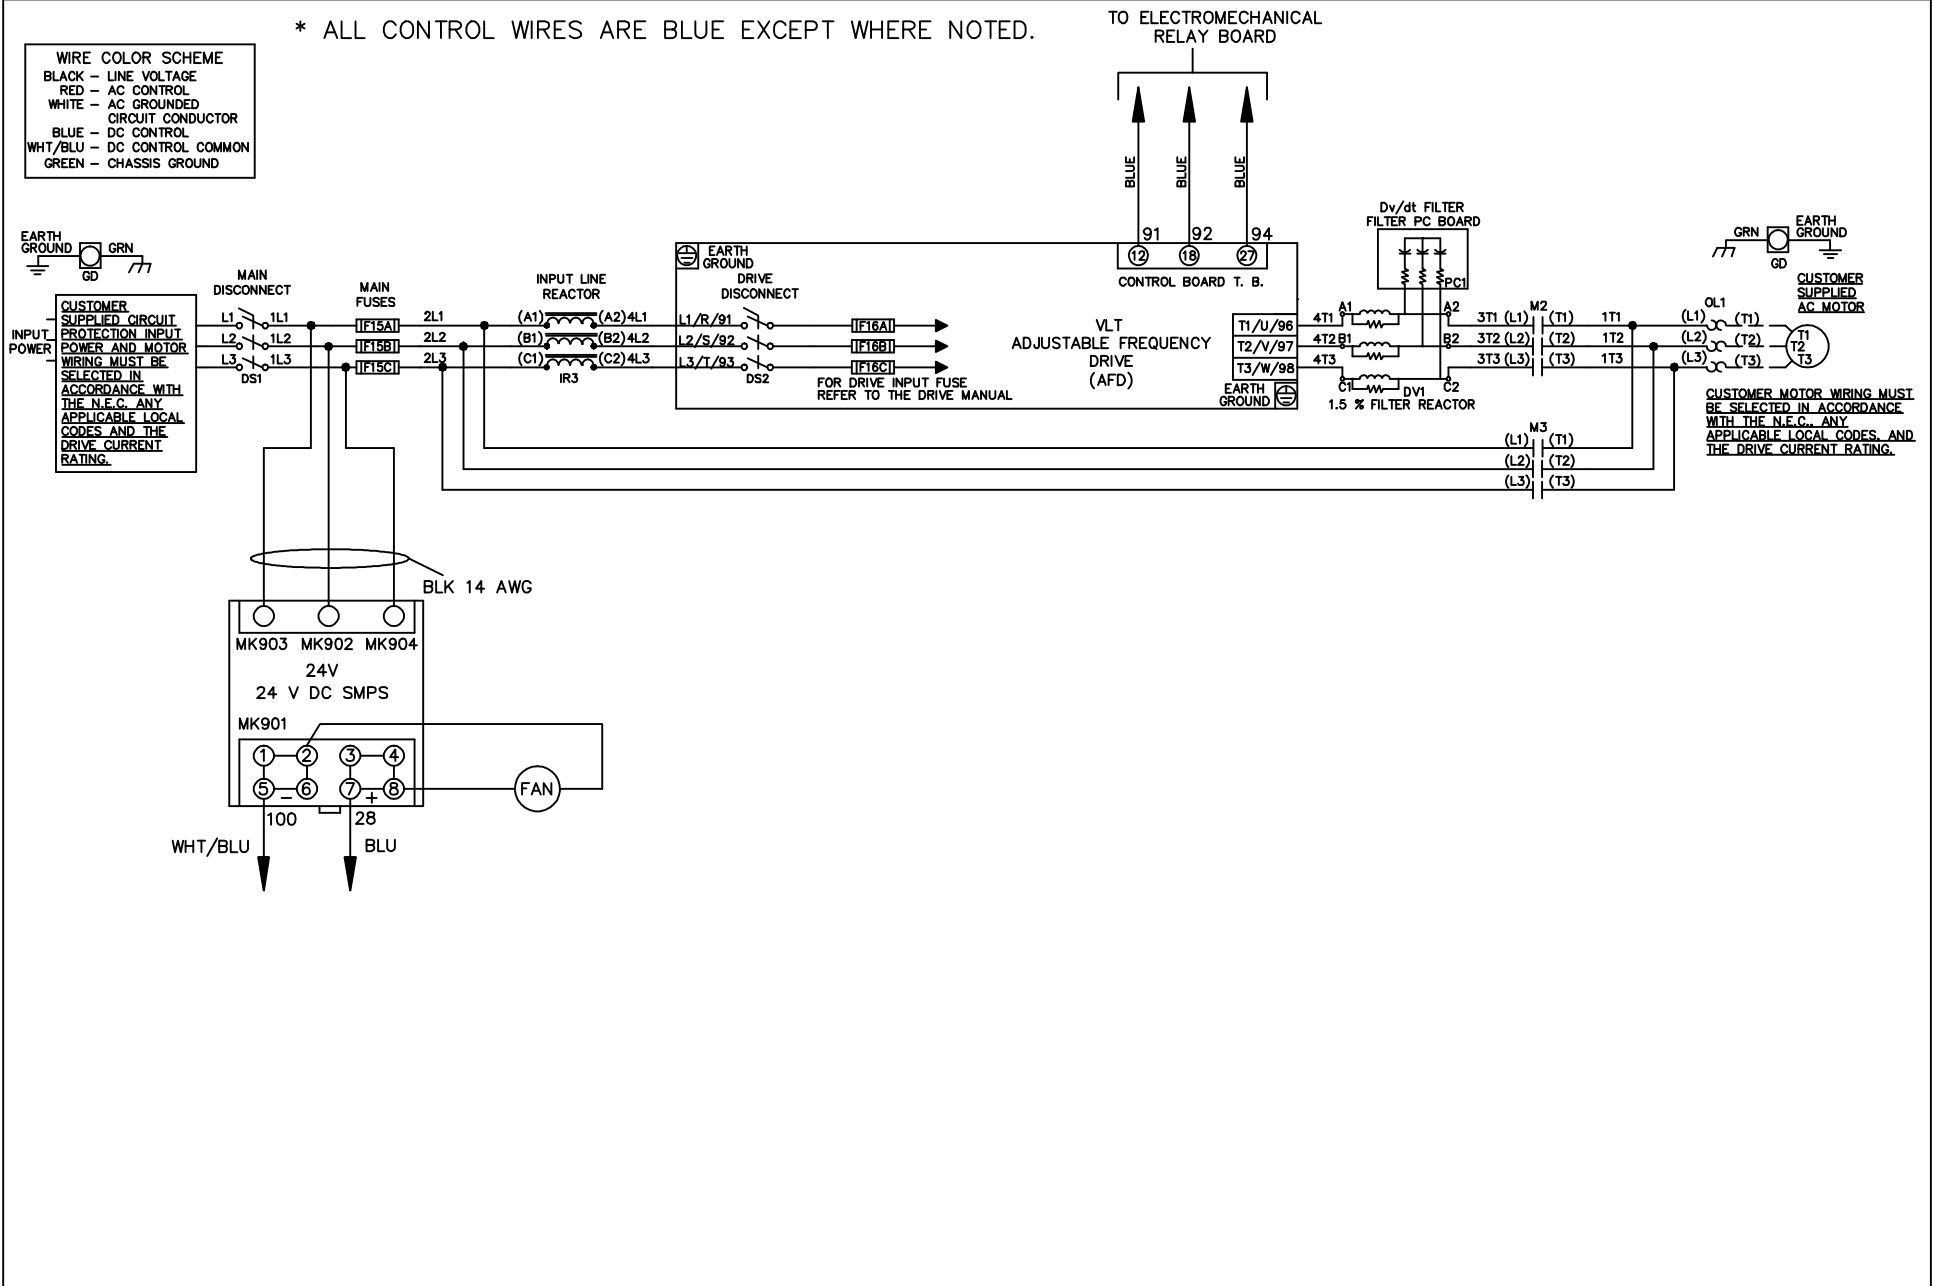 * ALL CONTROL WIRES ARE BLUE EXCEPT WHERE NOTED.
WIRE COLOR SCHEME
BLACK – LINE VOLTAGE
RED – AC CONTROL
WHITE – AC GROUNDED
CIRCUIT CONDUCTOR
BLUE – DC CONTROL
WHT/BLU – DC CONTROL COMMON
GREEN – CHASSIS GROUND
TO ELECTROMECHANICAL
RELAY BOARD
BLUE
BLUE
BLUE
91
92
94
12
18
27
CONTROL BOARD T. B.
EARTH
GROUND
GRN
GD
INPUT
POWER
CUSTOMER
SUPPLIED CIRCUIT
PROTECTION INPUT
POWER AND MOTOR
WIRING MUST BE
SELECTED IN
ACCORDANCE WITH
THE N.E.C. ANY
APPLICABLE LOCAL
CODES AND THE
DRIVE CURRENT
RATING.
MAIN
DISCONNECT
L1
1L1
L2
1L2
L3
1L3
DS1
MAIN
FUSES
F15A
F15B
F15C
2L1
2L2
2L3
INPUT LINE
REACTOR
(A1)
(A2)
4L1
(B1)
(B2)
4L2
(C1)
(C2)
4L3
IR3
EARTH
GROUND
DRIVE
DISCONNECT
L1/R/91
L2/S/92
L3/T/93
DS2
F16A
F16B
F16C
FOR DRIVE INPUT FUSE
REFER TO THE DRIVE MANUAL
VLT
ADJUSTABLE FREQUENCY
DRIVE
(AFD)
T1/U/96
T2/V/97
T3/W/98
EARTH
GROUND
4T1
4T2
4T3
Dv/dt FILTER
FILTER PC BOARD
PC1
A1
A2
B1
B2
C1
C2
DV1
1.5 % FILTER REACTOR
3T1
3T2
3T3
M2
(L1)
(T1)
(L2)
(T2)
(L3)
(T3)
1T1
1T2
1T3
M3
(L1)
(T1)
(L2)
(T2)
(L3)
(T3)
OL1
(L1)
(T1)
(L2)
(T2)
(L3)
(T3)
T1
T2
T3
GRN
EARTH
GROUND
GD
CUSTOMER
SUPPLIED
AC MOTOR
CUSTOMER MOTOR WIRING MUST
BE SELECTED IN ACCORDANCE
WITH THE N.E.C., ANY
APPLICABLE LOCAL CODES, AND
THE DRIVE CURRENT RATING.
BLK 14 AWG
MK903
MK902
MK904
24V
24 V DC SMPS
MK901
1
2
3
4
5
6
7
8
–
+
FAN
100
28
WHT/BLU
BLU